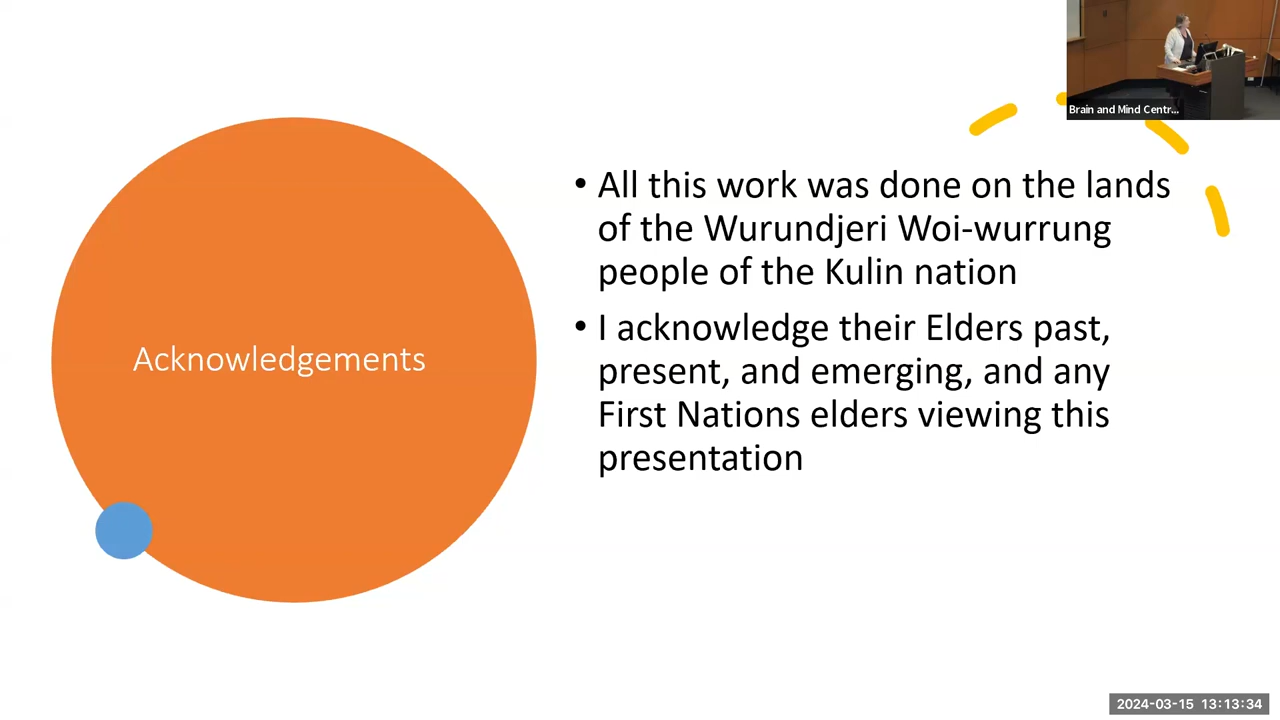 Brain and Mind Centr...
Acknowledgements
• All this work was done on the lands
of the Wurundjeri Woi-wurrung
people of the Kulin nation
• I acknowledge their Elders past,
present, and emerging, and any
First Nations elders viewing this
presentation
2024-03-15 13:13:34